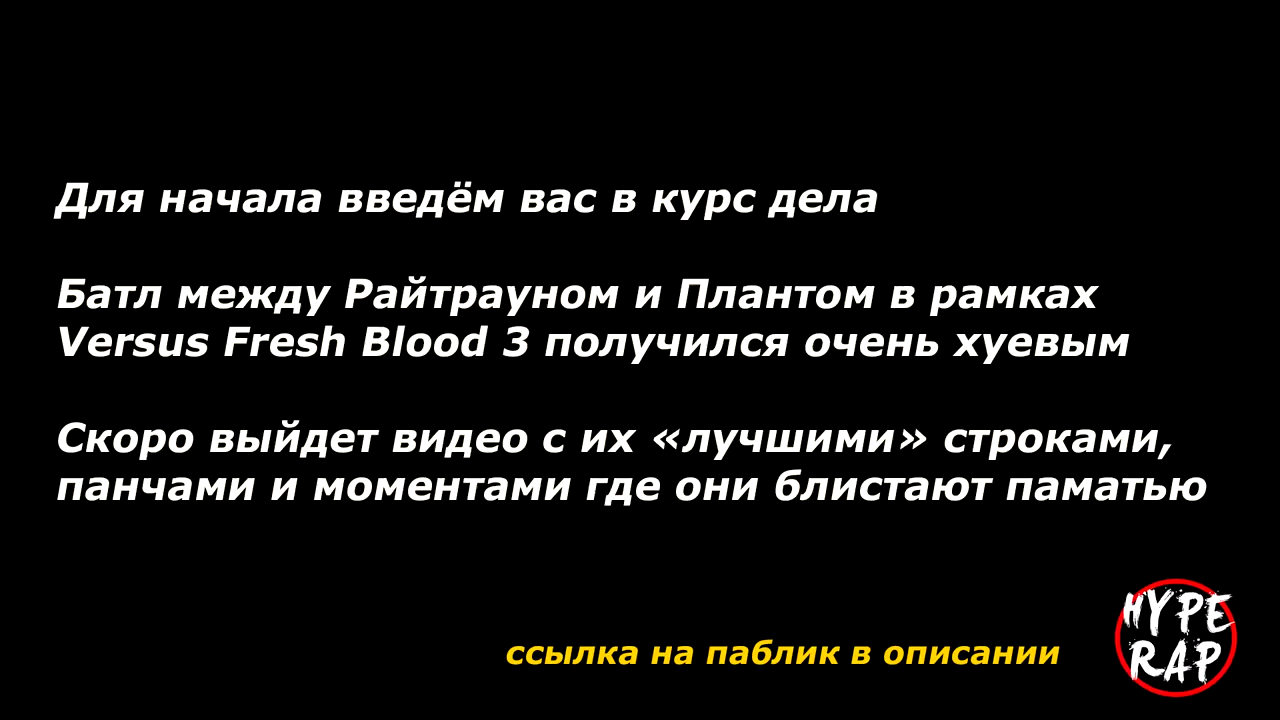 Для начала введём вас в курс дела
Батл между Райтрауном и Плантом в рамках
Versus Fresh Blood 3 получился очень хуевым
Скоро выйдет видео с их «лучшими» строками,
панчами и моментами где они блистают паматью
ссылка на паблик в описании
HYPE
RAP